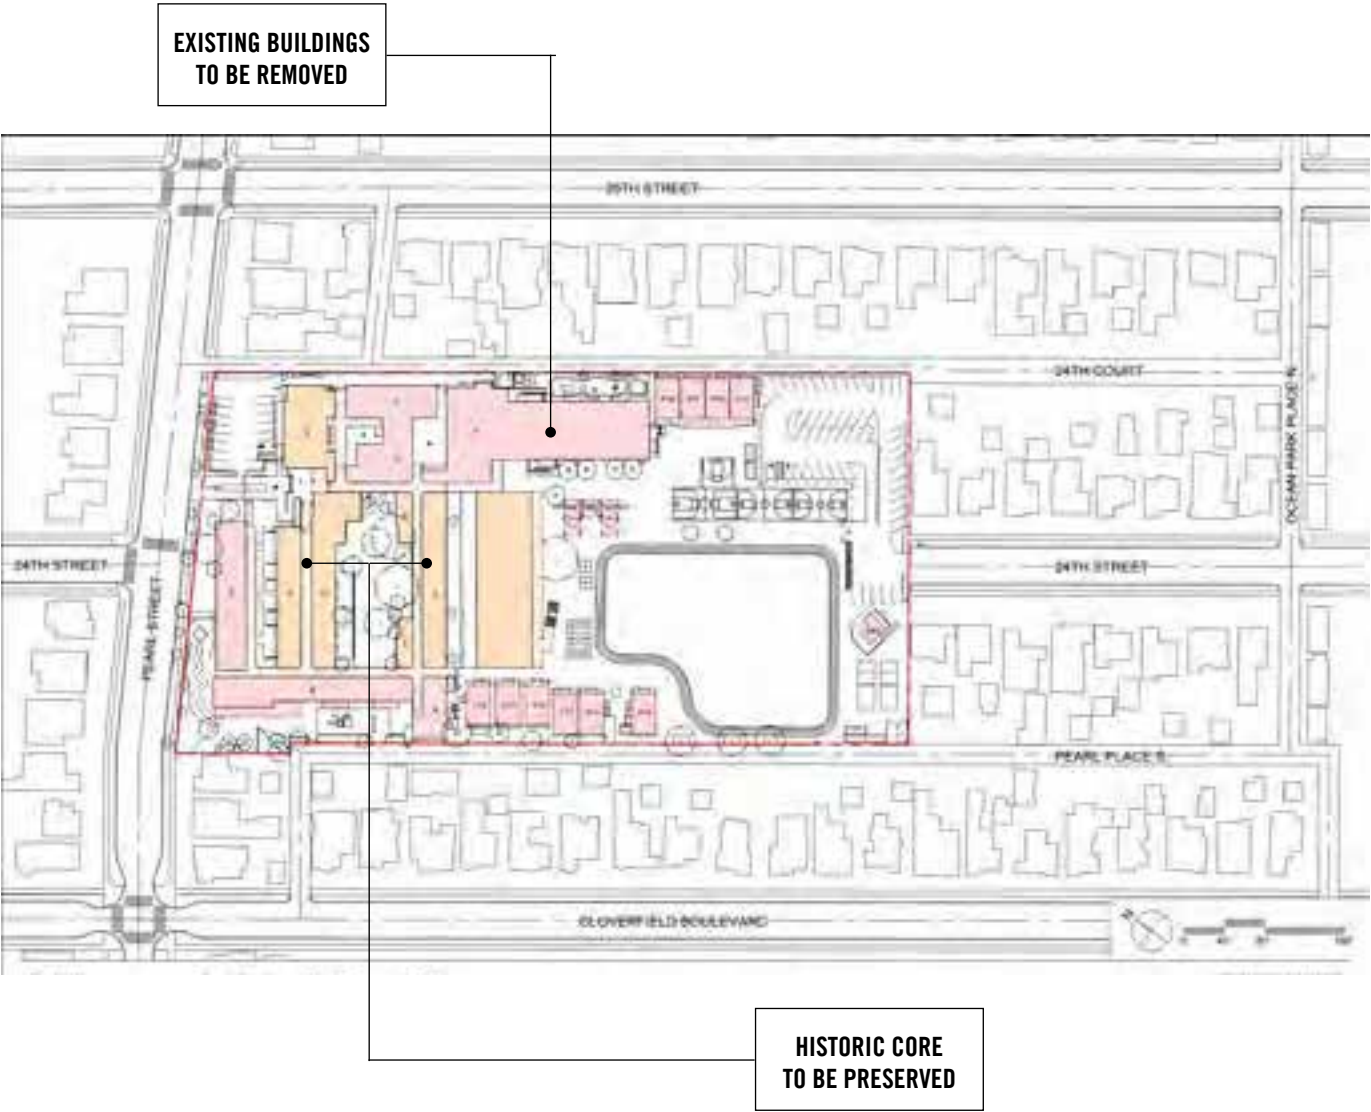 EXISTING BUILDINGS
TO BE REMOVED
25TH STREET
24TH COURT
OCEAN PARK PLACE N
24TH STREET
24TH STREET
PEARL STREET
PEARL PLACE S.
CLOVERFIELD BOULEVARD
HISTORIC CORE
TO BE PRESERVED